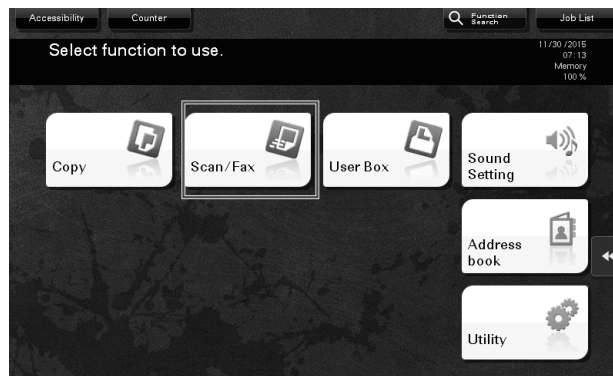 Accessibility
Counter
Function
Search
Job List
Select function to use.
11/30 /2015
07:13
Memory
100 %
Copy
Scan/Fax
User Box
Sound
Setting
Address
book
Utility